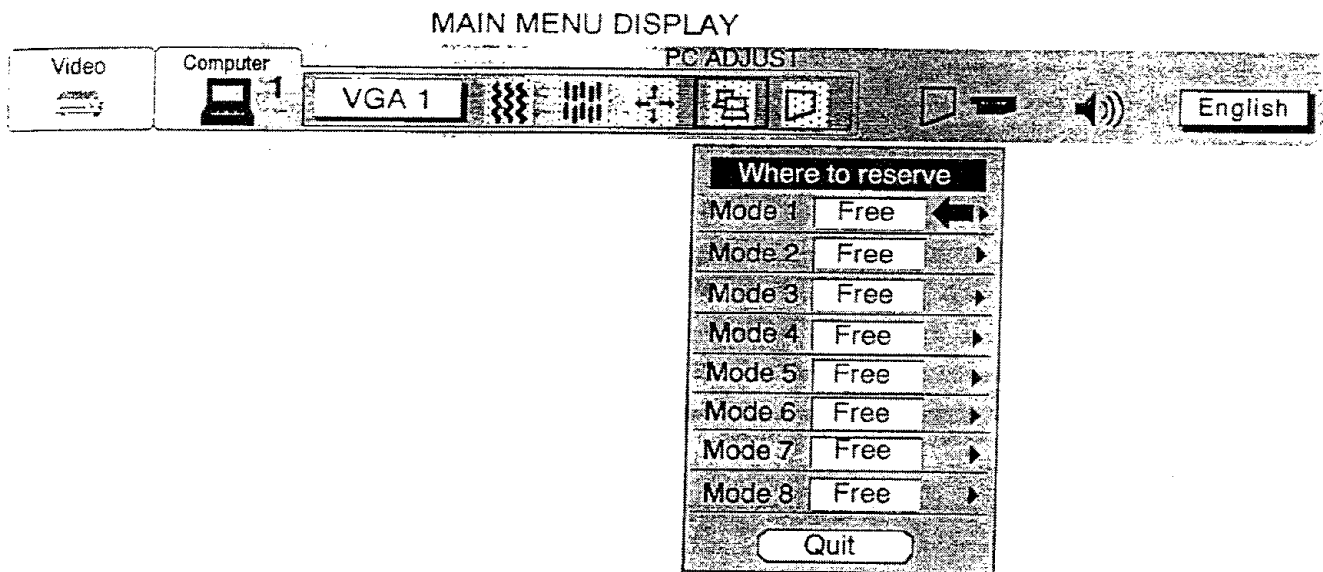 MAIN MENU DISPLAY
Video
Computer
1
PC ADJUST
VGA 1
English
Where to reserve
Mode 1 Free
Mode 2 Free
Mode 3 Free
Mode 4 Free
Mode 5 Free
Mode 6 Free
Mode 7 Free
Mode 8 Free
Quit